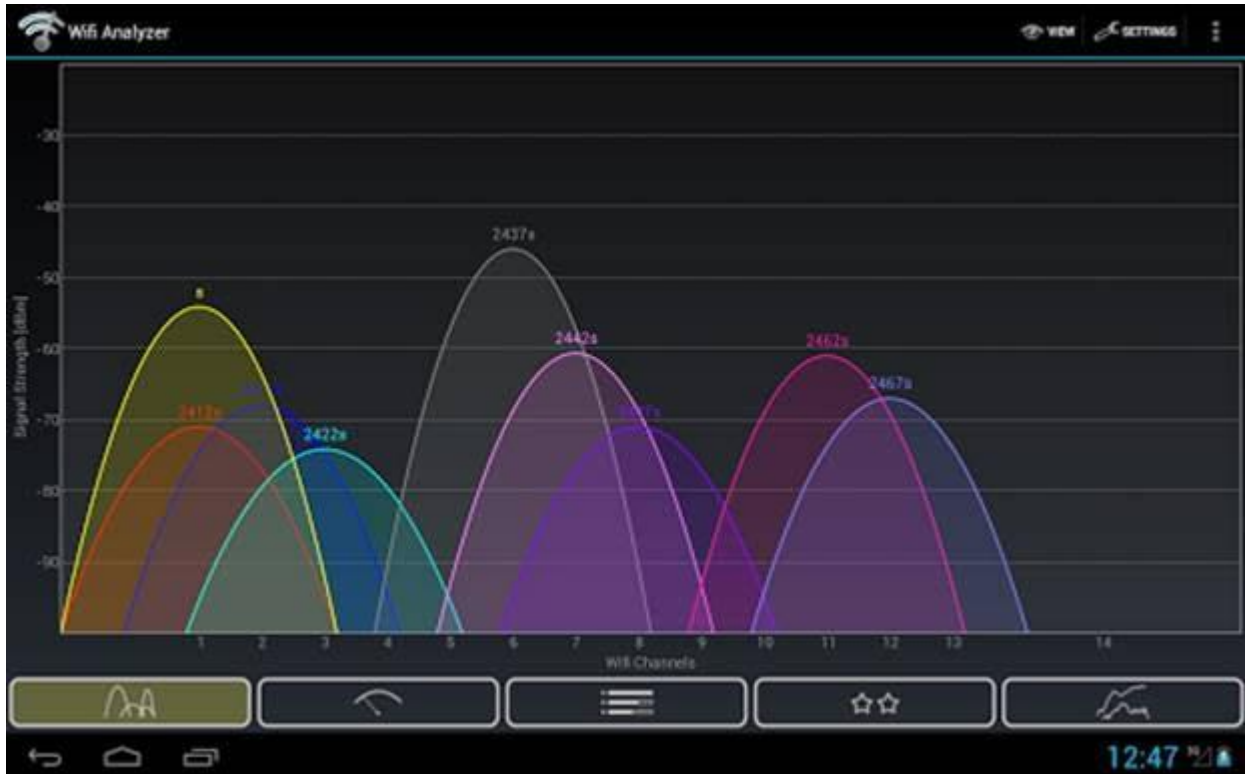 Wifi Analyzer
VIEW
SETTINGS
-30
-40
-50
-60
-70
-80
-90
Signal Strength [dBm]
s
2412s
2422s
2437s
2442s
2462s
2467s
1 2 3 4 5 6 7 8 9 10 11 12 13 14
Wifi Channels
12:47